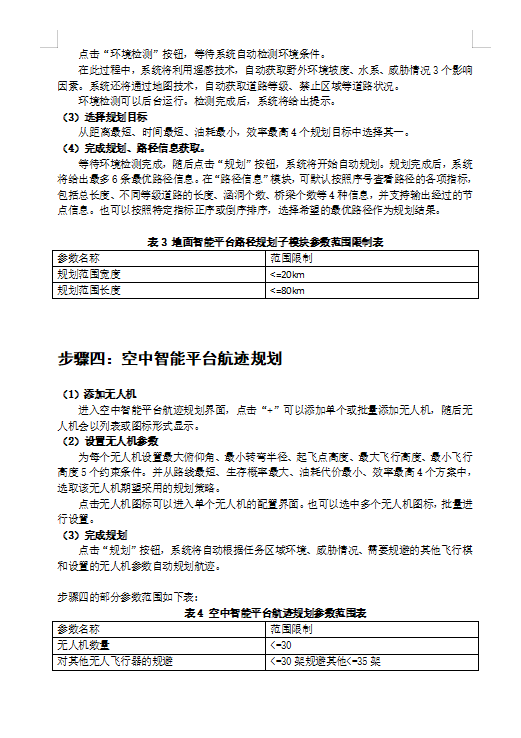 点击“环境检测”按钮，等待系统自动检测环境条件。
在此过程中，系统将利用遥感技术，自动获取野外环境坡度、水系、威胁情况 3 个影响
因素。系统还将通过地图技术，自动获取道路等级、禁止区域等道路状况。
环境检测可以后台运行。检测完成后，系统将给出提示。
（3）选择规划目标
从距离最短、时间最短、油耗最小，效率最高 4 个规划目标中选择其一。
（4）完成规划、路径信息获取。
等待环境检测完成，随后点击“规划”按钮，系统将开始自动规划。规划完成后，系统
将给出最多 6 条最优路径信息。在“路径信息”模块，可默认按照序号查看路径的各项指标，
包括总长度、不同等级道路的长度、涵洞个数、桥梁个数等 4 种信息，并支持输出经过的节
点信息。也可以按照特定指标正序或倒序排序，选择希望的最优路径作为规划结果。
表 3 地面智能平台路径规划子模块参数范围限制表
参数名称 范围限制
规划范围宽度 <=20km
规划范围长度 <=80km
步骤四：空中智能平台航迹规划
（1）添加无人机
进入空中智能平台航迹规划界面，点击“+”可以添加单个或批量添加无人机，随后无
人机会以列表或图标形式显示。
（2）设置无人机参数
为每个无人机设置最大俯仰角、最小转弯半径、起飞点高度、最大飞行高度、最小飞行
高度 5 个约束条件。并从路线最短、生存概率最大、油耗代价最小、效率最高 4 个方案中，
选取该无人机期望采用的规划策略。
点击无人机图标可以进入单个无人机的配置界面。也可以选中多个无人机图标，批量进
行设置。
（3）完成规划
点击“规划”按钮，系统将自动根据任务区域环境、威胁情况、需要规避的其他飞行棋
和设置的无人机参数自动规划航迹。
步骤四的部分参数范围如下表：
表 4 空中智能平台航迹规划参数范围表
参数名称 范围限制
无人机数量 <=30
对其他无人飞行器的规避 <=30 架规避其他<=35 架